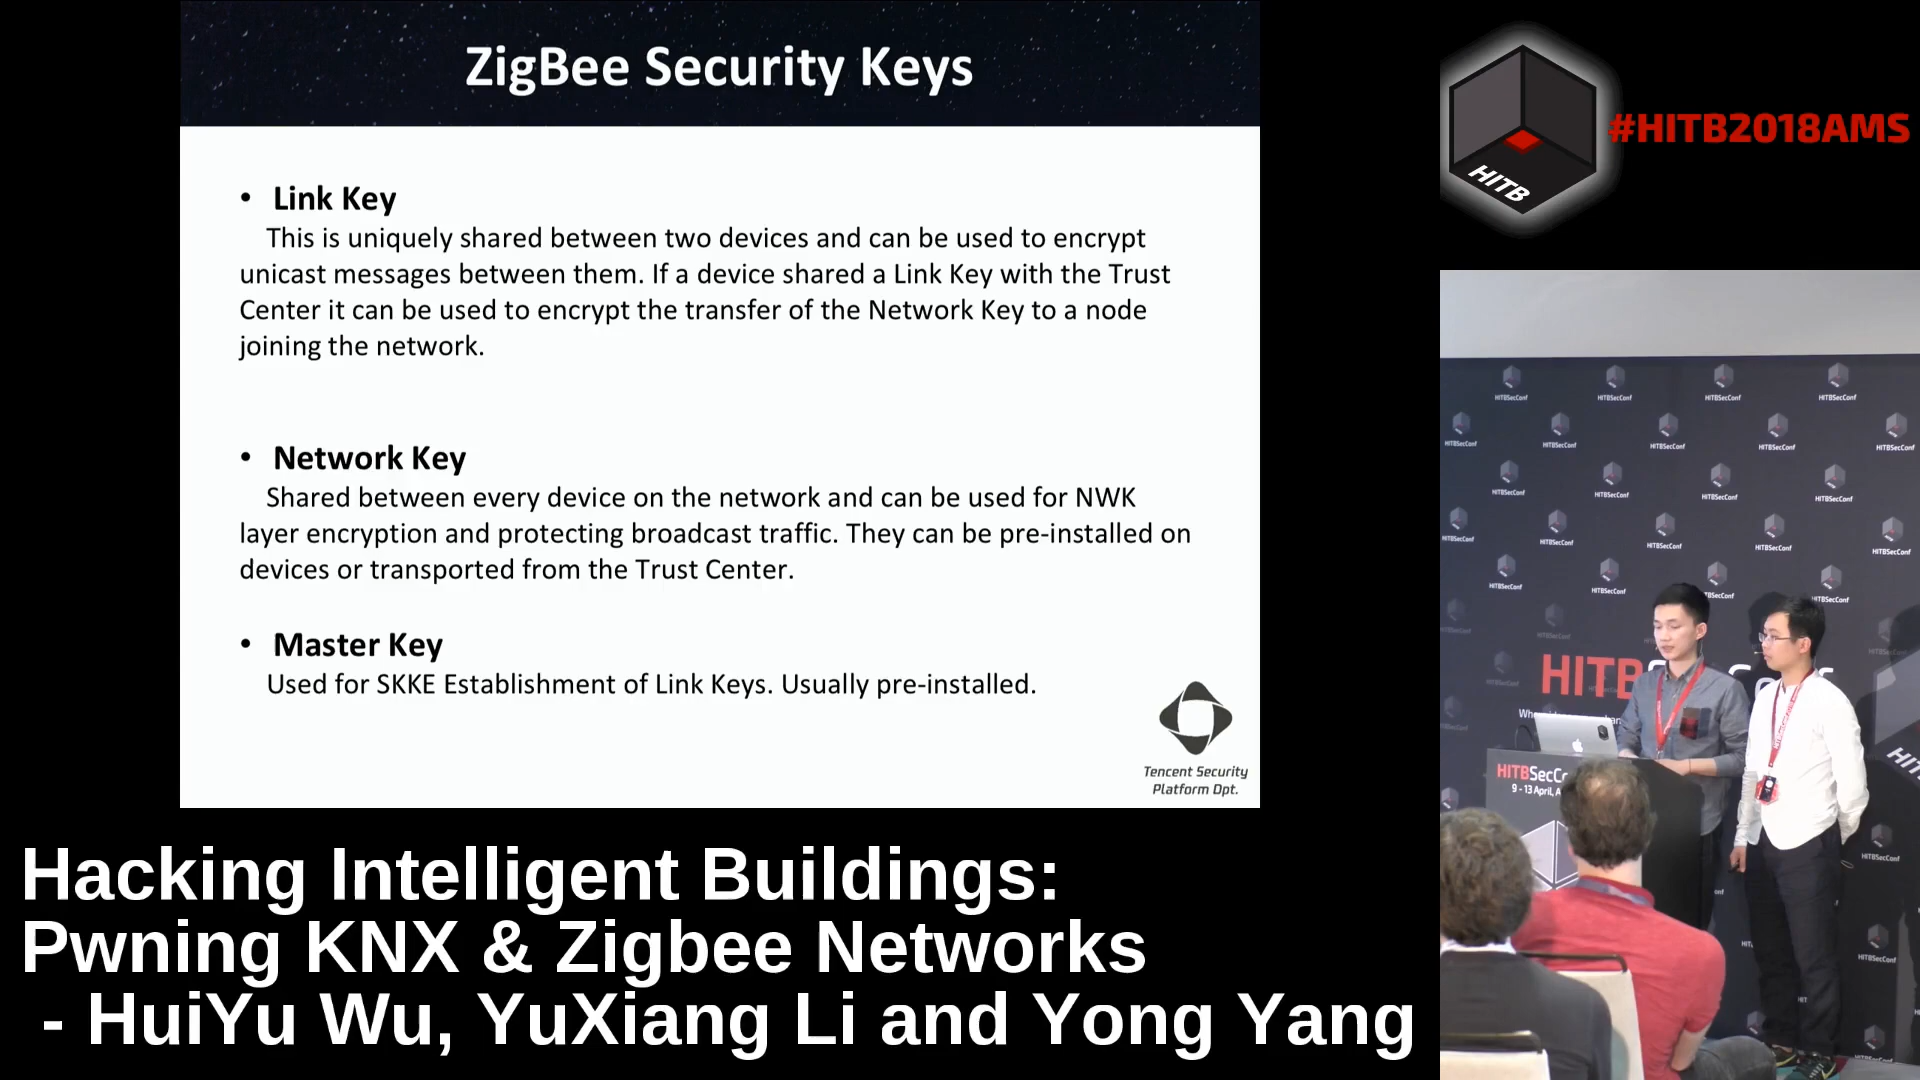 ZigBee Security Keys
• Link Key
This is uniquely shared between two devices and can be used to encrypt
unicast messages between them. If a device shared a Link Key with the Trust
Center it can be used to encrypt the transfer of the Network Key to a node
joining the network.
• Network Key
Shared between every device on the network and can be used for NWK
layer encryption and protecting broadcast traffic. They can be pre-installed on
devices or transported from the Trust Center.
• Master Key
Used for SKKE Establishment of Link Keys. Usually pre-installed.
Tencent Security
Platform Dpt.
HITB
#HITB2018AMS
HITBSecConf
HITB
HITBSecC
9 - 13 April,
Hacking Intelligent Buildings:
Pwning KNX & Zigbee Networks
- HuiYu Wu, YuXiang Li and Yong Yang